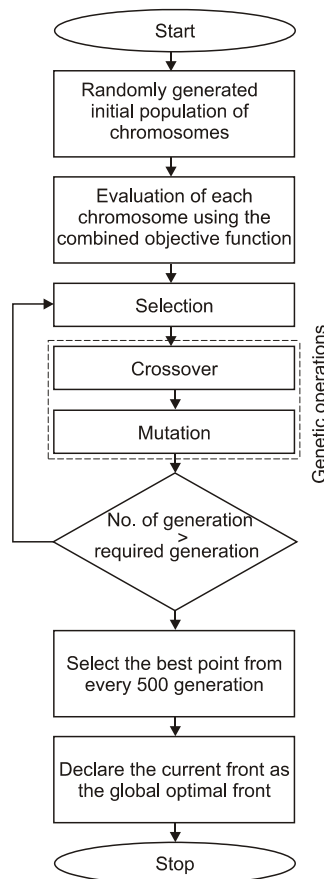 Start
Randomly generated
initial population of
chromosomes
Evaluation of each
chromosome using the
combined objective function
Selection
Crossover
Mutation
Genetic operations
No. of generation
>
required generation
Select the best point from
every 500 generation
Declare the current front as
the global optimal front
Stop